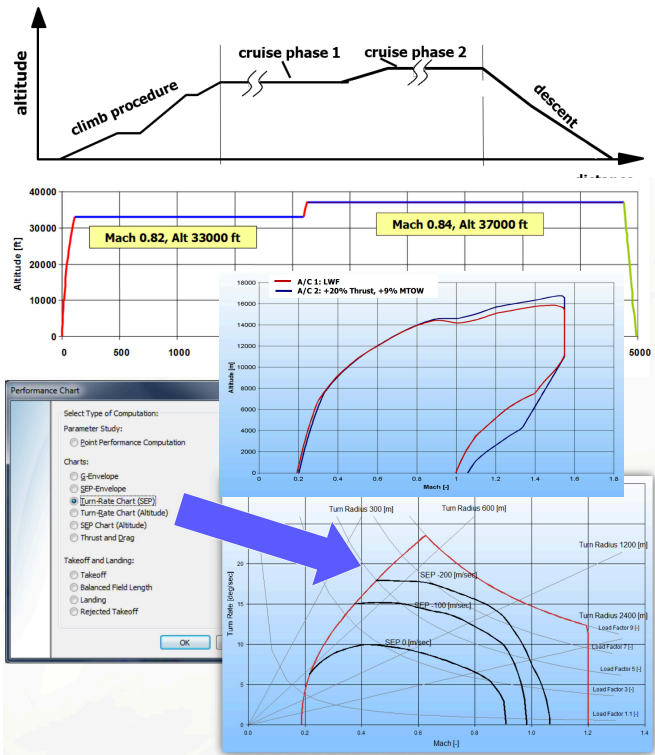 altitude
climb procedure
cruise phase 1
cruise phase 2
descent
Altitude [ft]
40000
30000
20000
10000
0
Mach 0.82, Alt 33000 ft
Mach 0.84, Alt 37000 ft
0
500
1000
5000
A/C 1: LWF
A/C 2: +20% Thrust, +9% MTOW
Altitude [m]
18000
16000
14000
12000
10000
8000
6000
4000
2000
0
0
0.2
0.4
0.6
0.8
1
1.2
1.4
1.6
1.8
Mach [-]
Performance Chart
Select Type of Computation:
Parameter Study:
Point Performance Computation
Charts:
G-Envelope
SEP-Envelope
Turn-Rate Chart (SEP)
Turn-Rate Chart (Altitude)
SEP Chart (Altitude)
Thrust and Drag
Takeoff and Landing:
Takeoff
Balanced Field Length
Landing
Rejected Takeoff
OK
Turn Radius 300 [m]
Turn Radius 600 [m]
Turn Radius 1200 [m]
Turn Radius 2400 [m]
Turn Rate [deg/sec]
20
15
10
5
0
SEP -200 [m/sec]
SEP -100 [m/sec]
SEP 0 [m/sec]
Load Factor 9 [-]
Load Factor 7 [-]
Load Factor 5 [-]
Load Factor 3 [-]
Load Factor 1.1 [-]
0.0
0.2
0.4
0.6
0.8
1.0
1.2
1.4
Mach [-]